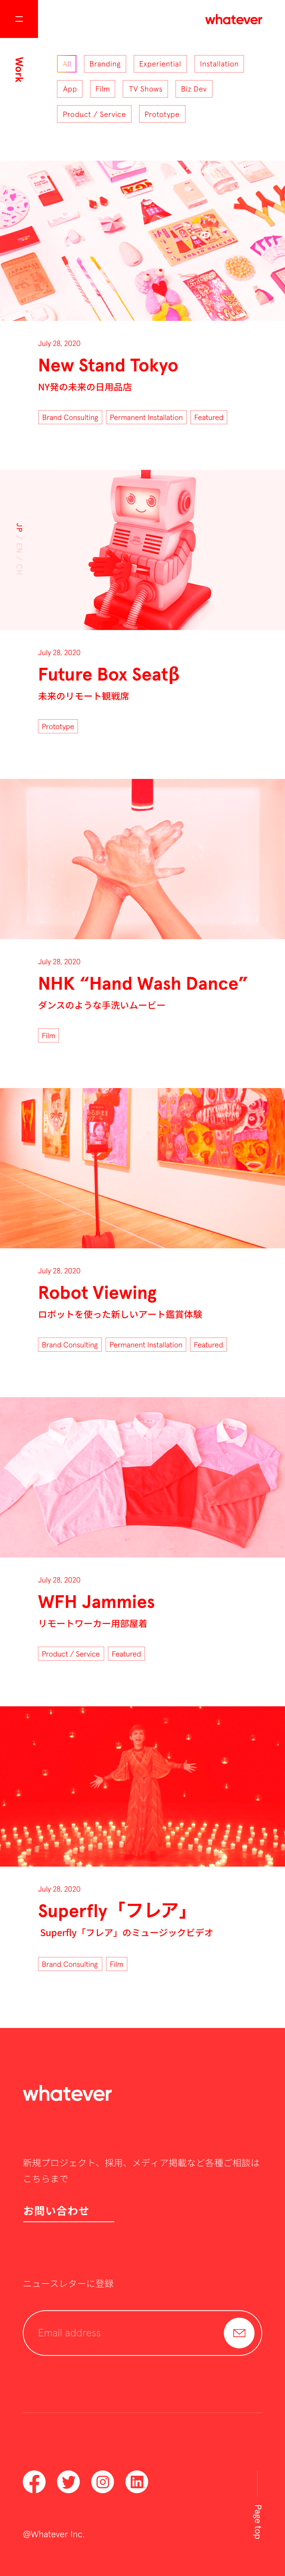 whatever
Work
All
Branding
Experiential
Installation
App
Film
TV Shows
Biz Dev
Product / Service
Prototype
July 28, 2020
New Stand Tokyo
NY発の未来の日用品店
Brand Consulting
Permanent Installation
Featured
JP / EN / CH
July 28, 2020
Future Box Seatβ
未来のリモート観戦席
Prototype
July 28, 2020
NHK “Hand Wash Dance”
ダンスのような手洗いムービー
Film
July 28, 2020
Robot Viewing
ロボットを使った新しいアート鑑賞体験
Brand Consulting
Permanent Installation
Featured
July 28, 2020
WFH Jammies
リモートワーカー用部屋着
Product / Service
Featured
July 28, 2020
Superfly「フレア」
Superfly「フレア」のミュージックビデオ
Brand Consulting
Film
whatever
新規プロジェクト、採用、メディア掲載など各種ご相談は
こちらまで
お問い合わせ
ニュースレターに登録
Email address
Page top
@Whatever Inc.